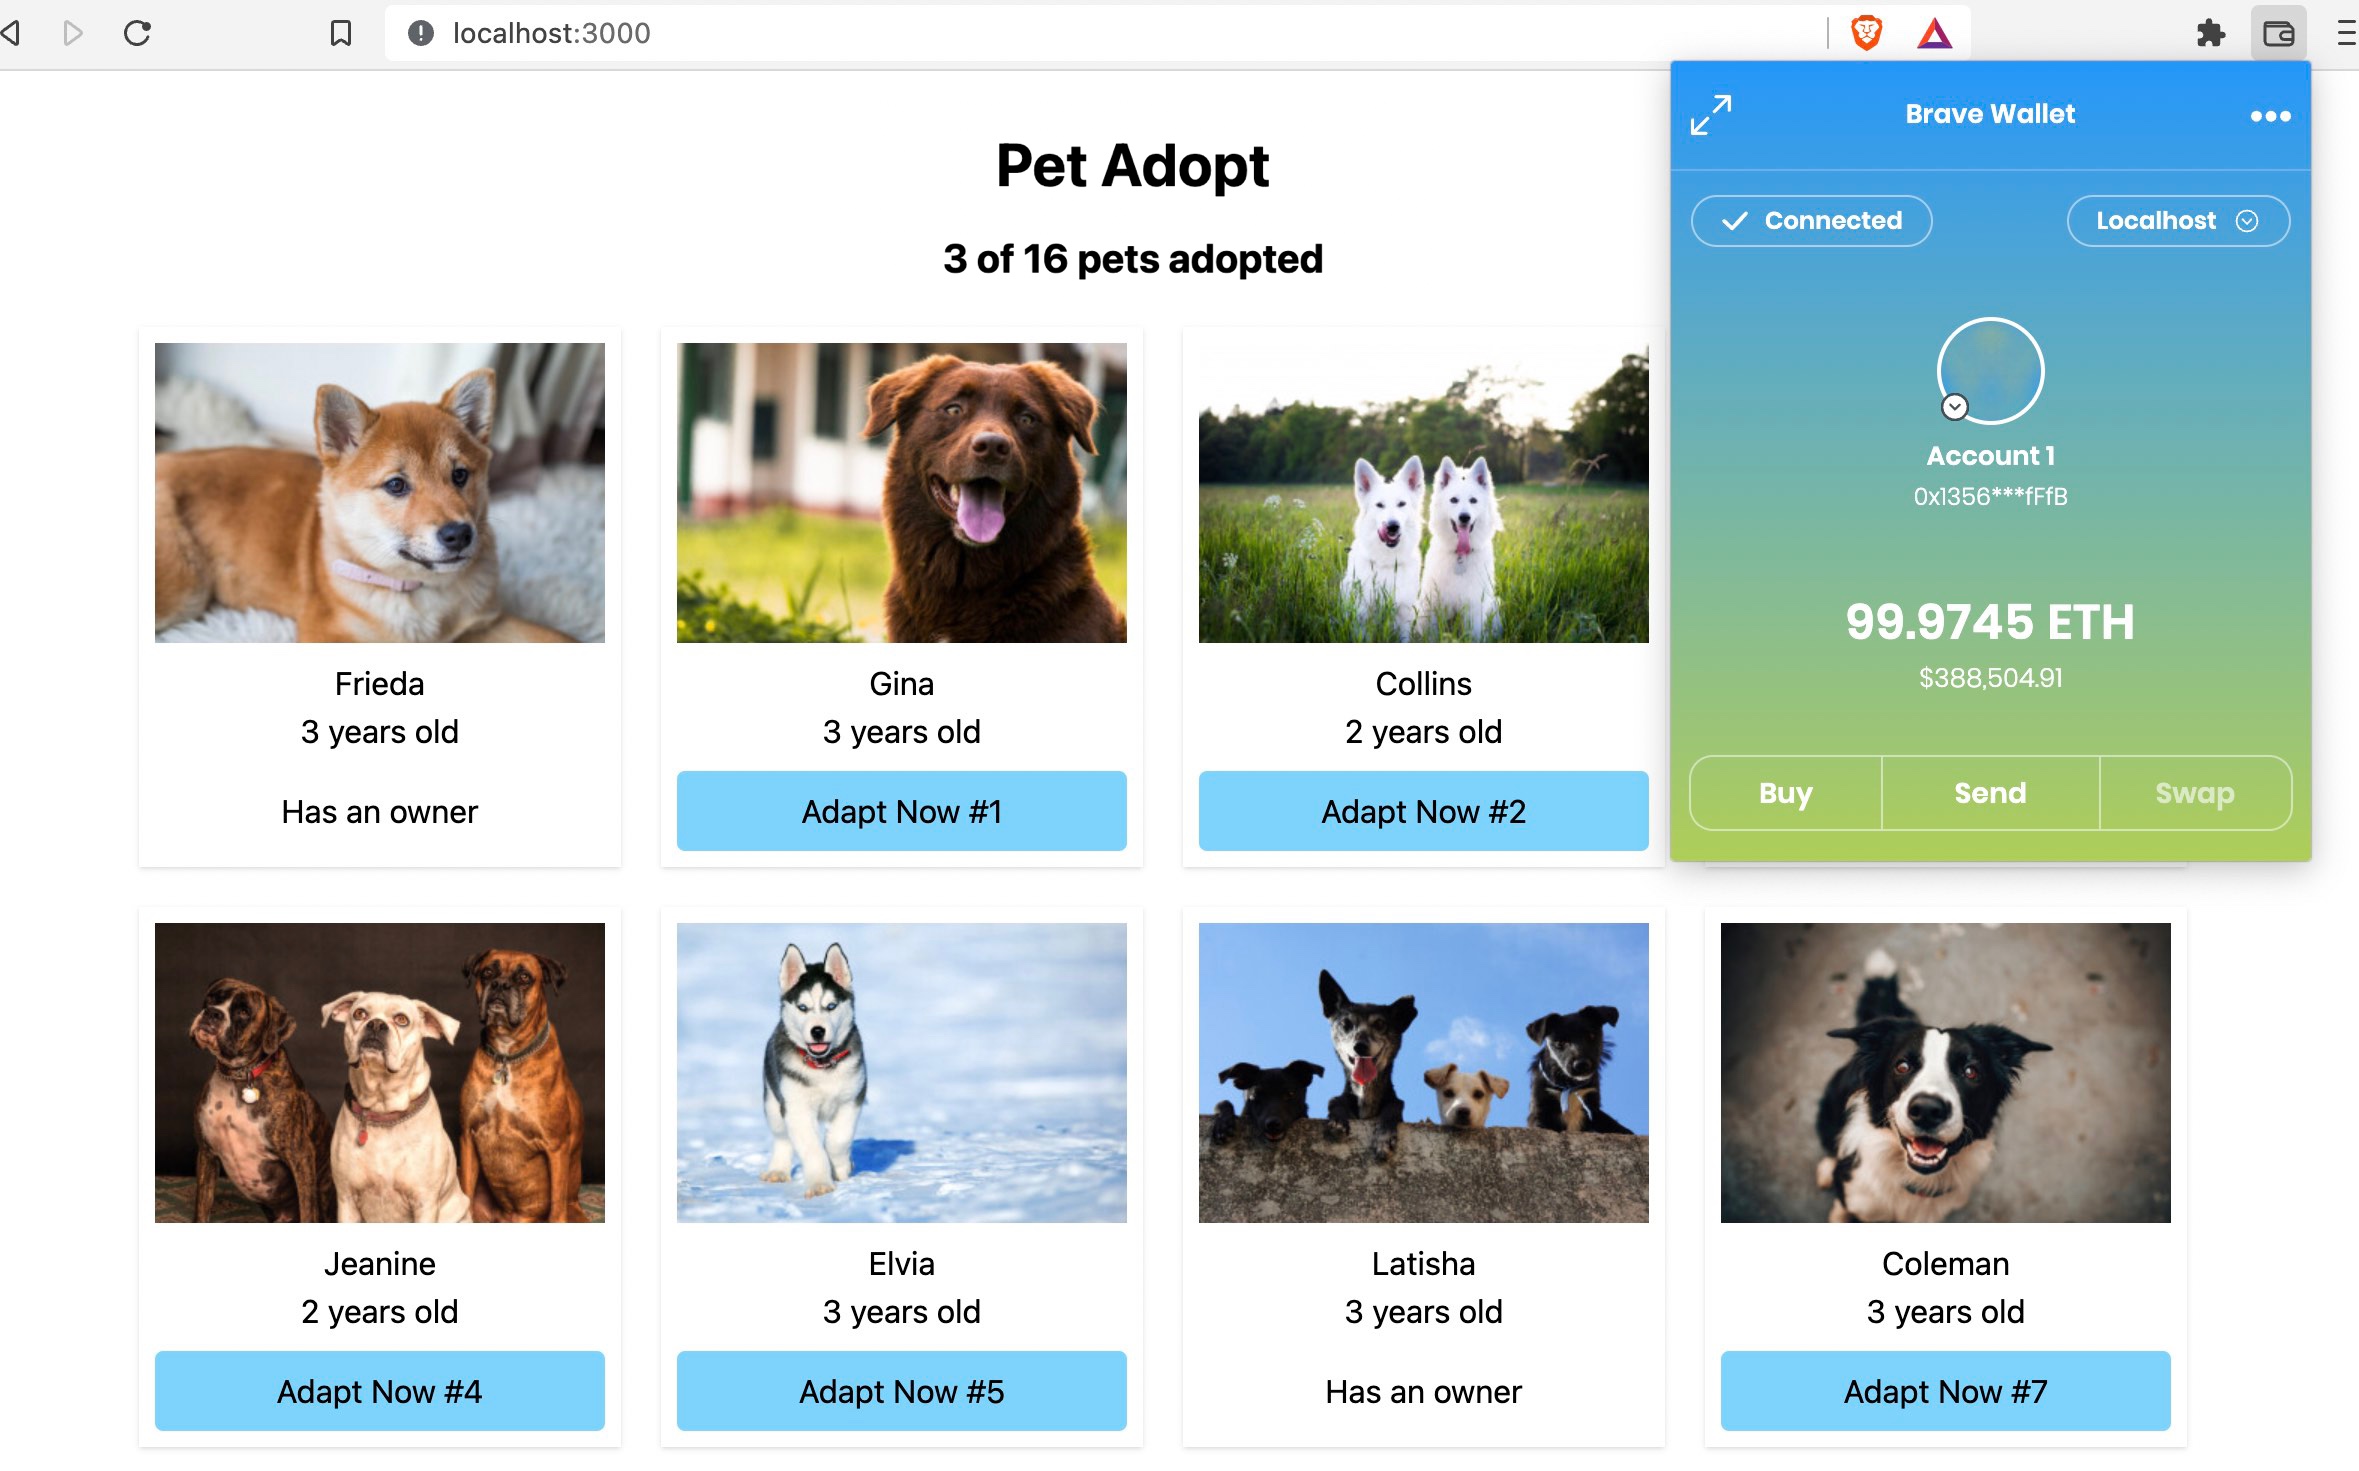 localhost:3000
Pet Adopt
3 of 16 pets adopted
Brave Wallet
Connected
Localhost
Account 1
0x1356***fFfB
99.9745 ETH
$388,504.91
Buy
Send
Swap
Frieda
3 years old
Has an owner
Gina
3 years old
Adapt Now #1
Collins
2 years old
Adapt Now #2
Jeanine
2 years old
Adapt Now #4
Elvia
3 years old
Adapt Now #5
Latisha
3 years old
Has an owner
Coleman
3 years old
Adapt Now #7